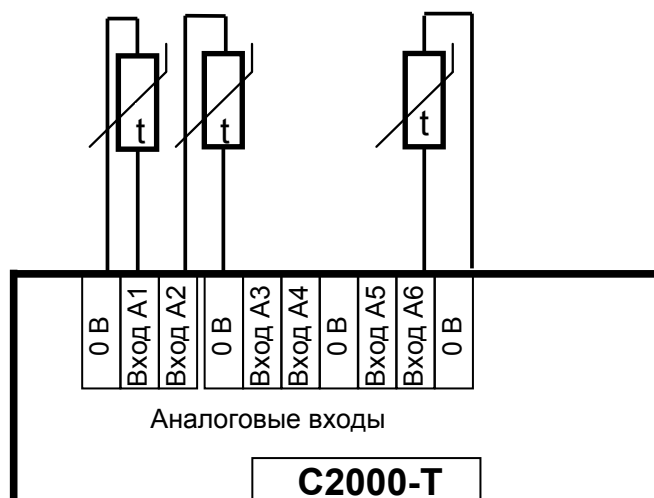 t t t
0 В Вход А1 Вход А2 0 В Вход А3 Вход А4 0 В Вход А5 Вход А6 0 В
Аналоговые входы
С2000-Т